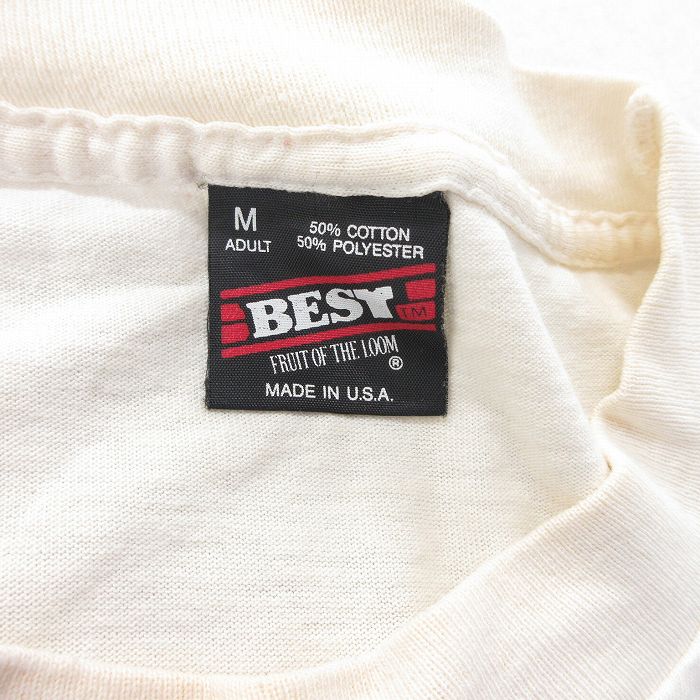 M
ADULT
50% COTTON
50% POLYESTER
BEST TM
FRUIT OF THE LOOM ®
MADE IN U.S.A.